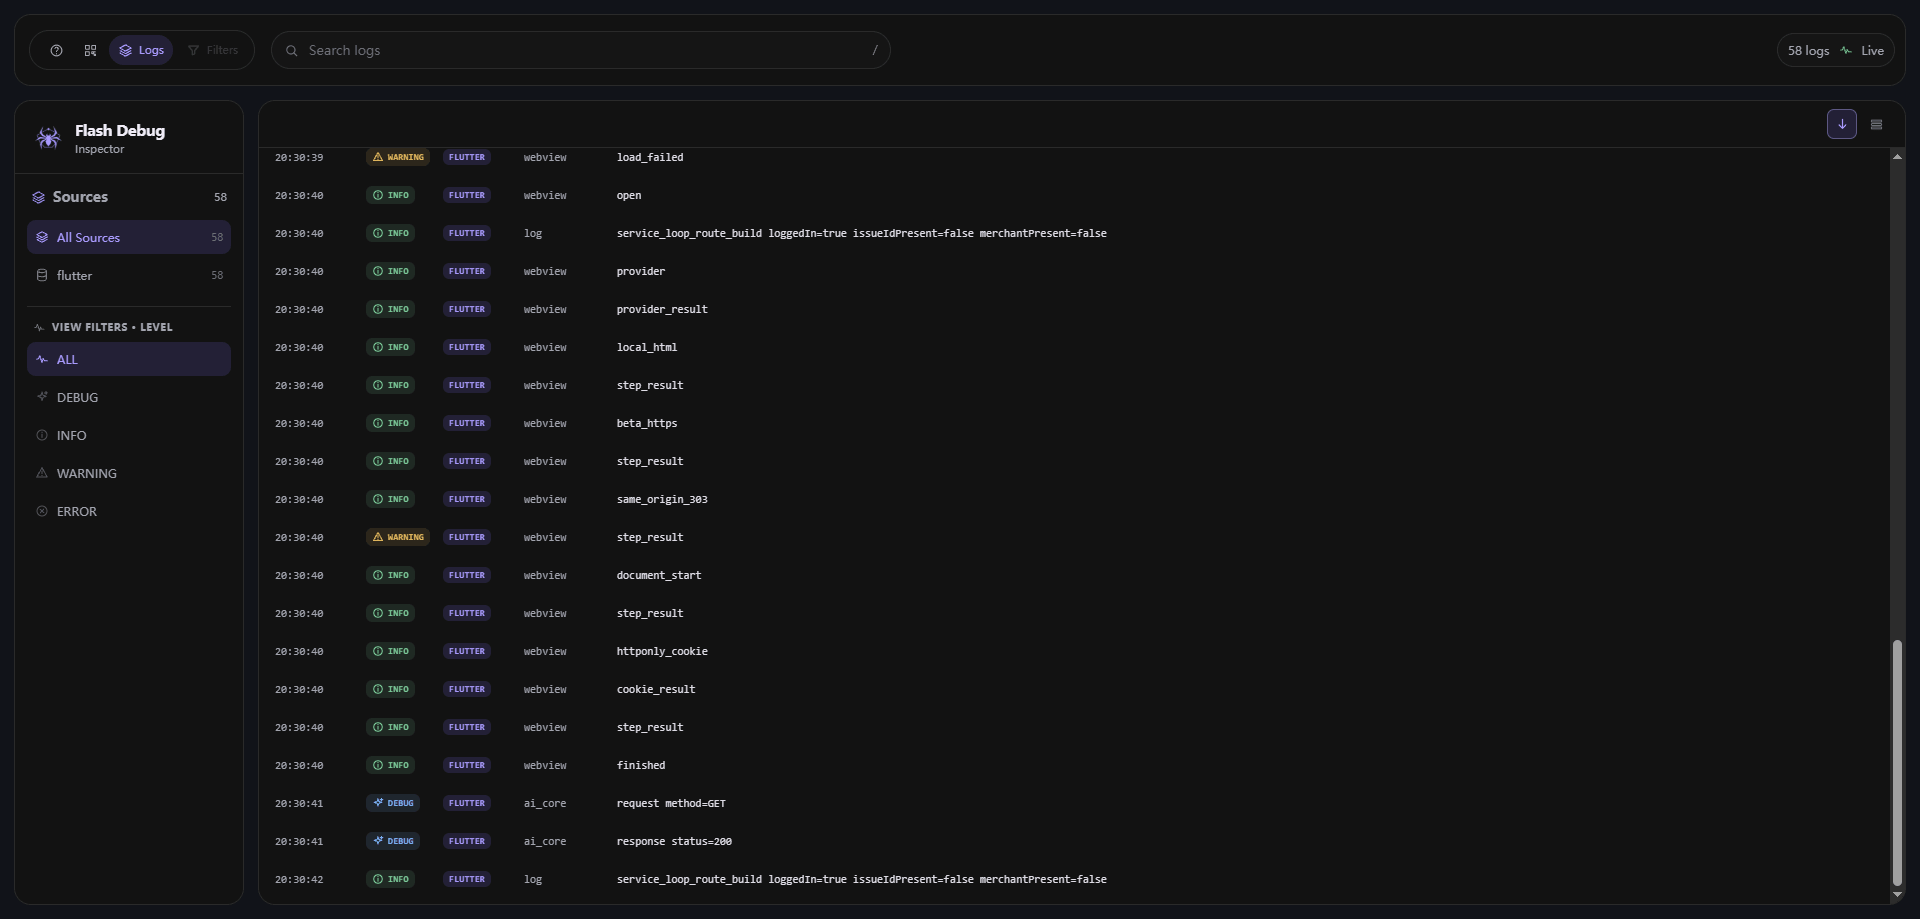 Logs
Filters
Search logs
/
58 logs
Live
Flash Debug
Inspector
Sources 58
All Sources 58
flutter 58
VIEW FILTERS • LEVEL
ALL
DEBUG
INFO
WARNING
ERROR
20:30:39 WARNING FLUTTER webview load_failed
20:30:40 INFO FLUTTER webview open
20:30:40 INFO FLUTTER log service_loop_route_build loggedIn=true issueIdPresent=false merchantPresent=false
20:30:40 INFO FLUTTER webview provider
20:30:40 INFO FLUTTER webview provider_result
20:30:40 INFO FLUTTER webview local_html
20:30:40 INFO FLUTTER webview step_result
20:30:40 INFO FLUTTER webview beta_https
20:30:40 INFO FLUTTER webview step_result
20:30:40 INFO FLUTTER webview same_origin_303
20:30:40 WARNING FLUTTER webview step_result
20:30:40 INFO FLUTTER webview document_start
20:30:40 INFO FLUTTER webview step_result
20:30:40 INFO FLUTTER webview httponly_cookie
20:30:40 INFO FLUTTER webview cookie_result
20:30:40 INFO FLUTTER webview step_result
20:30:40 INFO FLUTTER webview finished
20:30:41 DEBUG FLUTTER ai_core request method=GET
20:30:41 DEBUG FLUTTER ai_core response status=200
20:30:42 INFO FLUTTER log service_loop_route_build loggedIn=true issueIdPresent=false merchantPresent=false